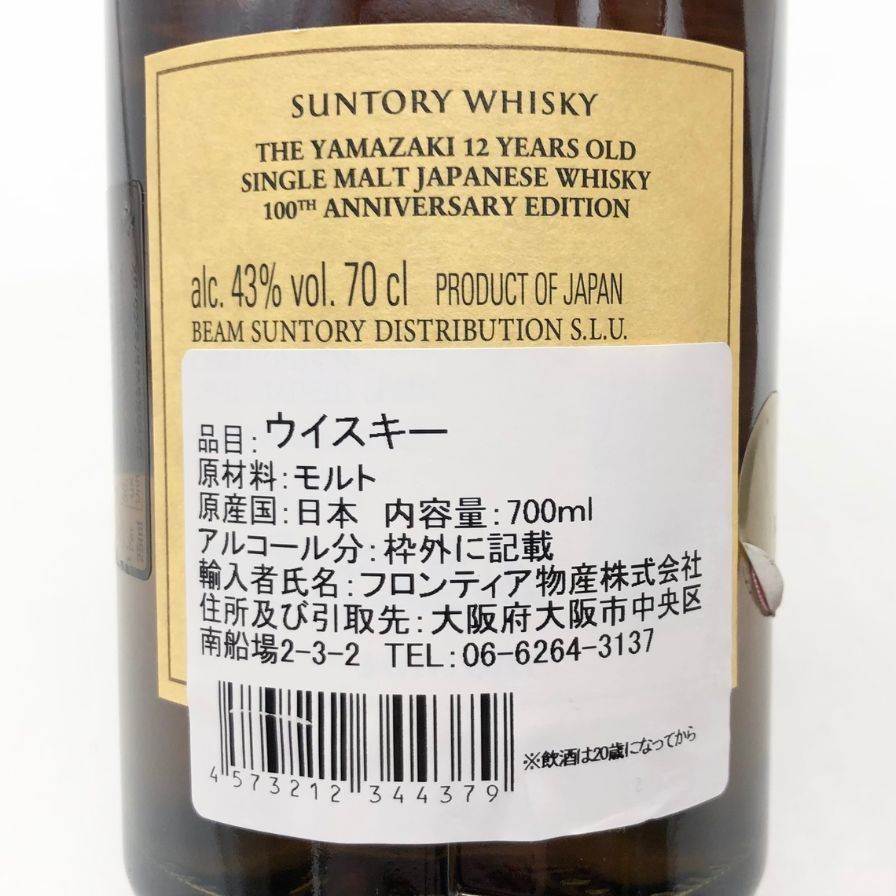 SUNTORY WHISKY
THE YAMAZAKI 12 YEARS OLD
SINGLE MALT JAPANESE WHISKY
100TH ANNIVERSARY EDITION
alc. 43% vol. 70 cl PRODUCT OF JAPAN
BEAM SUNTORY DISTRIBUTION S.L.U.
品目:ウイスキー
原材料:モルト
原産国:日本 内容量:700ml
アルコール分:枠外に記載
輸入者氏名:フロンティア物産株式会社
住所及び引取先:大阪府大阪市中央区
南船場2-3-2 TEL:06-6264-3137
※飲酒は20歳になってから
4 573212 344379